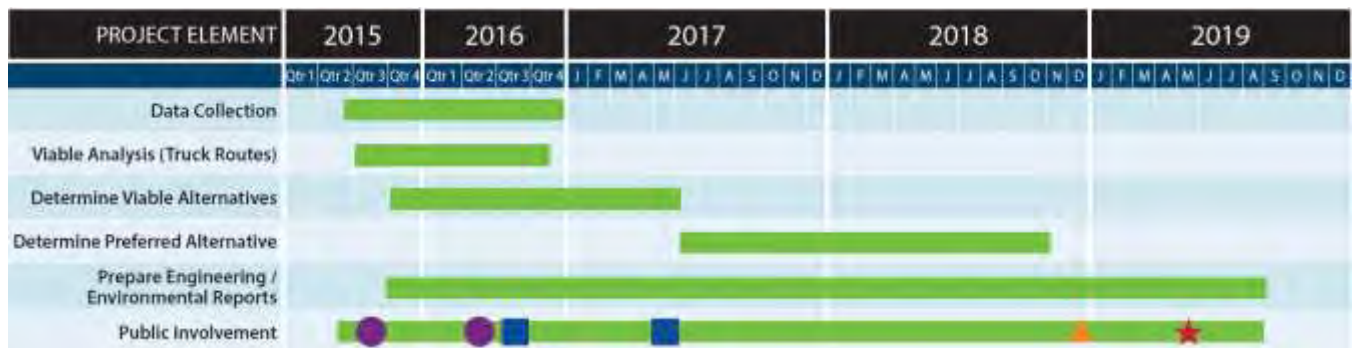 PROJECT ELEMENT 2015 2016 2017 2018 2019
Qtr 1 Qtr 2 Qtr 3 Qtr 4 Qtr 1 Qtr 2 Qtr 3 Qtr 4 J F M A M J J A S O N D J F M A M J J A S O N D J F M A M J J A S O N D
Data Collection
Viable Analysis (Truck Routes)
Determine Viable Alternatives
Determine Preferred Alternative
Prepare Engineering /
Environmental Reports
Public Involvement